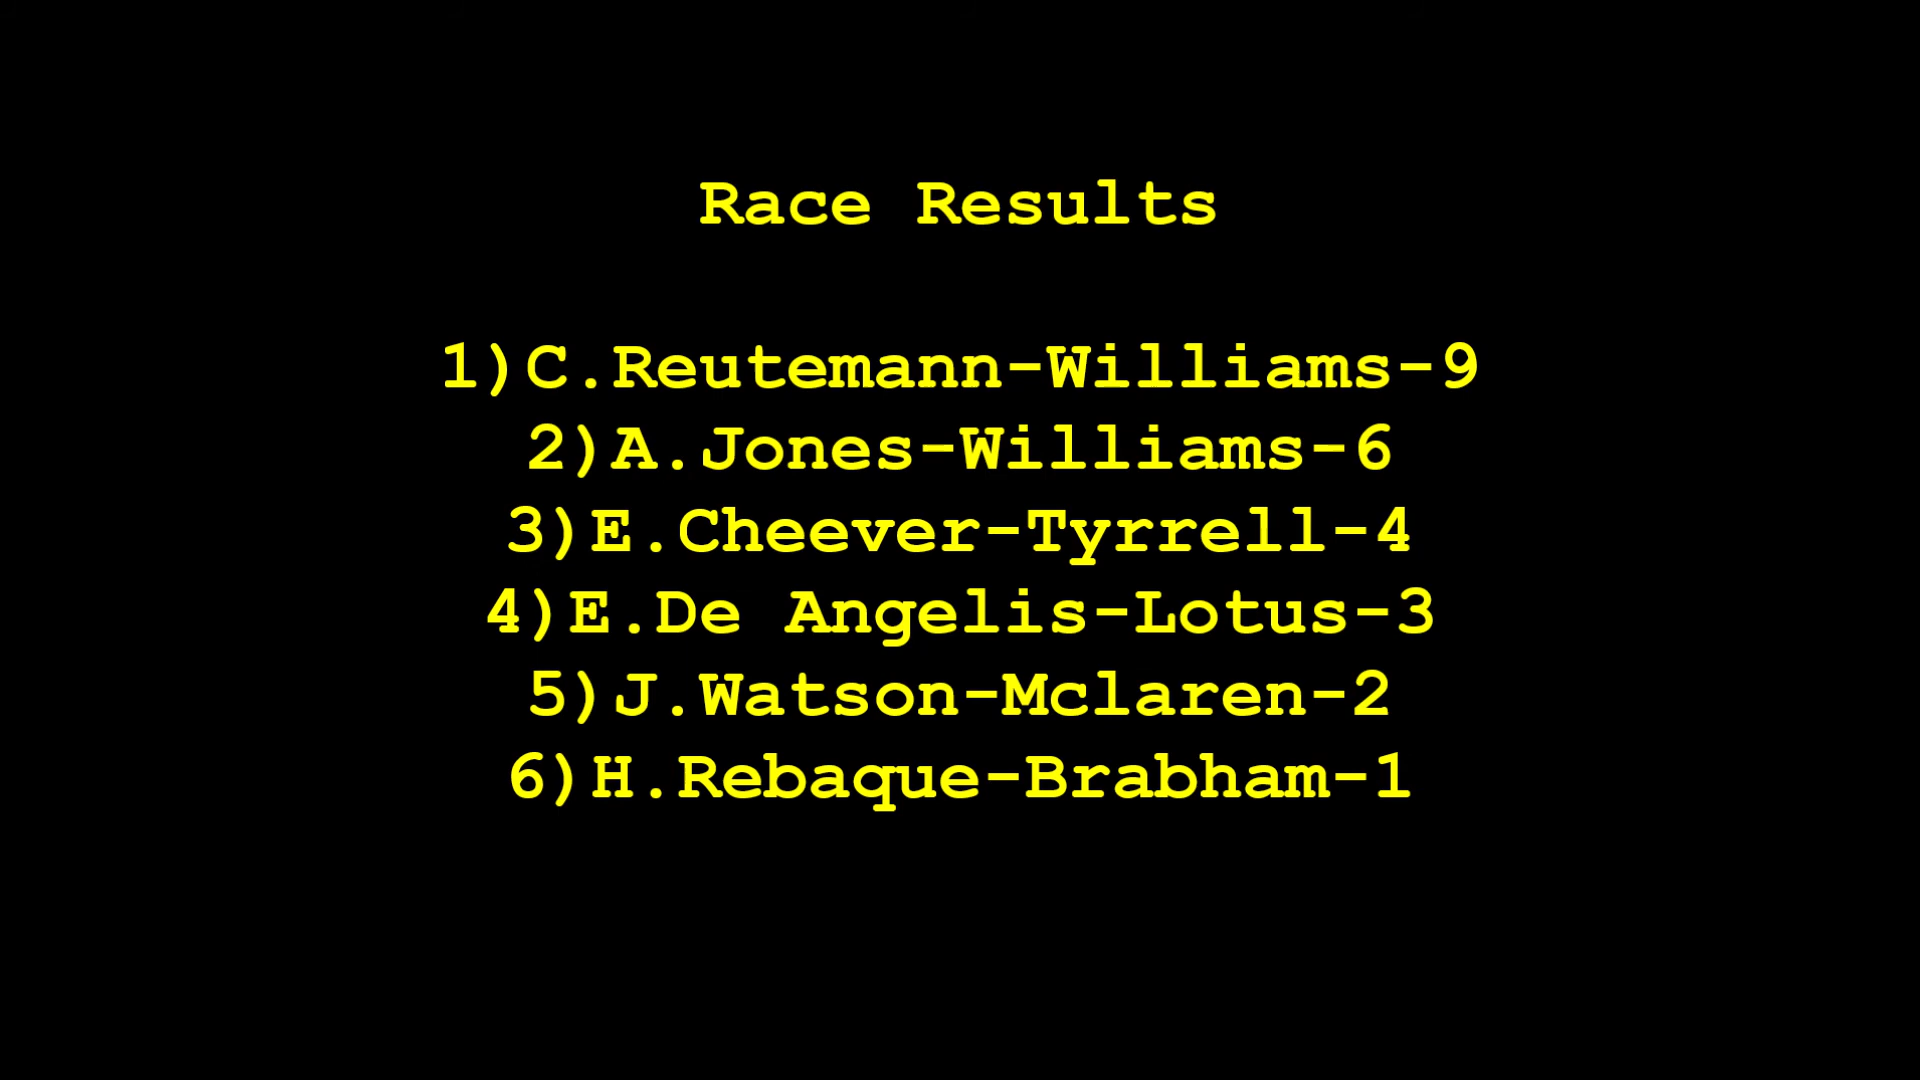 Race Results
1)C.Reutemann-Williams-9
2)A.Jones-Williams-6
3)E.Cheever-Tyrrell-4
4)E.De Angelis-Lotus-3
5)J.Watson-Mclaren-2
6)H.Rebaque-Brabham-1